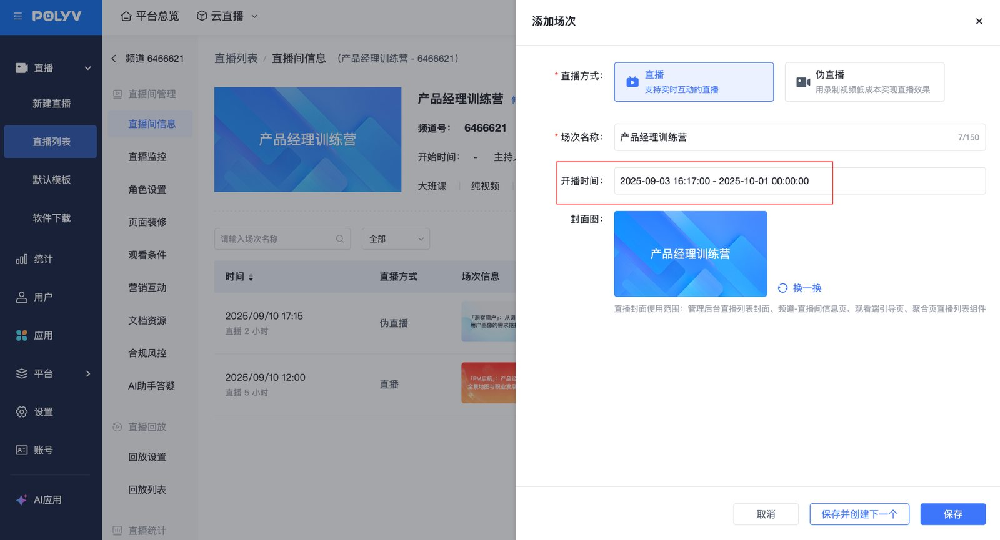 POLYV
平台总览
云直播
直播
新建直播
直播列表
默认模板
软件下载
统计
用户
应用
平台
设置
账号
AI应用
频道 6466621
直播间管理
直播间信息
直播监控
角色设置
页面装修
观看条件
营销互动
文档资源
合规风控
AI助手答疑
直播回放
回放设置
回放列表
直播统计
直播列表 / 直播间信息 （产品经理训练营 - 6466621）
产品经理训练营
产品经理训练营
频道号： 6466621
开始时间： - 主持
大班课 纯视频
请输入场次名称
全部
时间 直播方式 场次信息
2025/09/10 17:15
直播 2 小时
伪直播
「洞察用户」：从调
用户画像的需求挖
2025/09/10 12:00
直播 5 小时
直播
「PM启航」：产品经
全景地图与职业发展
添加场次
* 直播方式：
直播
支持实时互动的直播
伪直播
用录制视频低成本实现直播效果
* 场次名称： 产品经理训练营 7/150
开播时间： 2025-09-03 16:17:00 - 2025-10-01 00:00:00
封面图：
产品经理训练营
换一换
直播封面使用范围：管理后台直播列表封面、频道-直播间信息页、观看端引导页、聚合页直播列表组件
取消
保存并创建下一个
保存